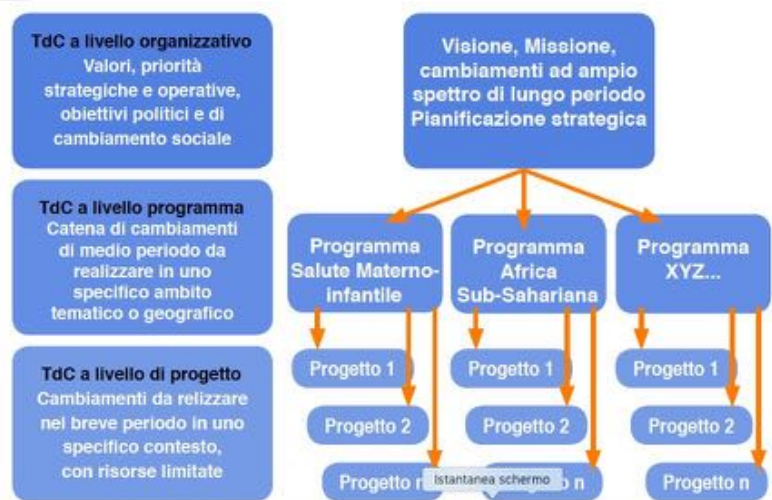 TdC a livello organizzativo
Valori, priorità
strategiche e operative,
obiettivi politici e di
cambiamento sociale
Visione, Missione,
cambiamenti ad ampio
spettro di lungo periodo
Pianificazione strategica
TdC a livello programma
Catena di cambiamenti
di medio periodo da
realizzare in uno
specifico ambito
tematico o geografico
Programma
Salute Materno-
infantile
Programma
Africa
Sub-Sahariana
Programma
XYZ...
TdC a livello di progetto
Cambiamenti da relizzare
nel breve periodo in uno
specifico contesto,
con risorse limitate
Progetto 1
Progetto 1
Progetto 1
Progetto 2
Progetto 2
Progetto 2
Progetto n
Istantanea schermo
n
Progetto n